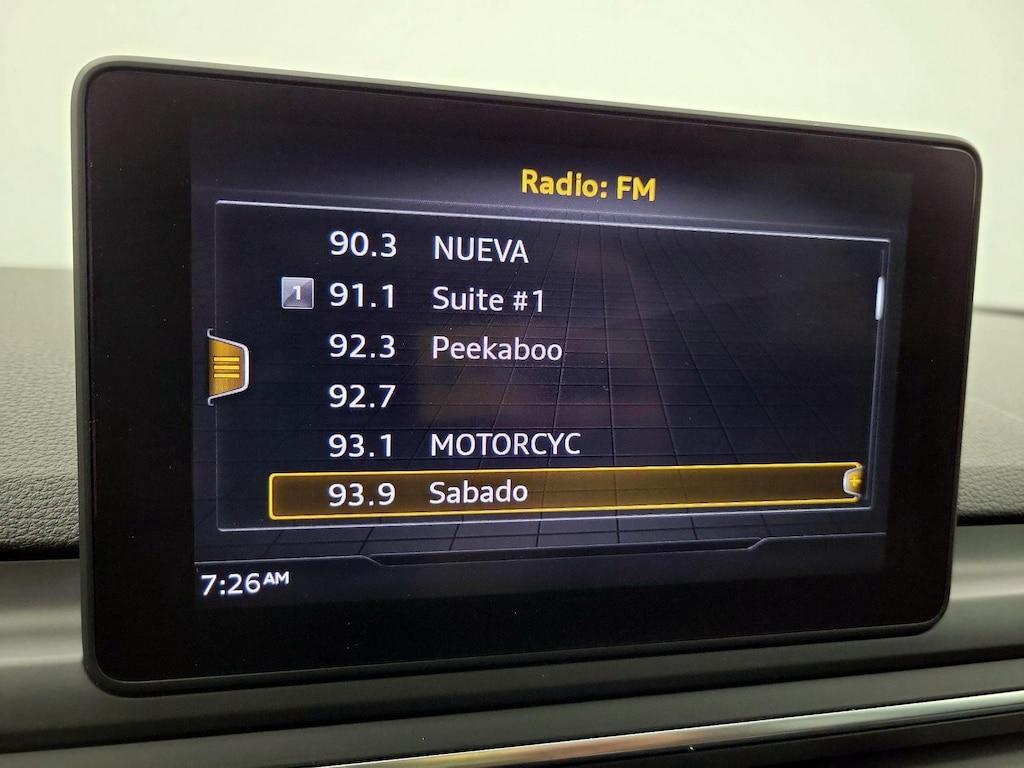 Radio: FM
90.3 NUEVA
1 91.1 Suite #1
92.3 Peekaboo
92.7
93.1 MOTORCYC
93.9 Sabado
7:26AM